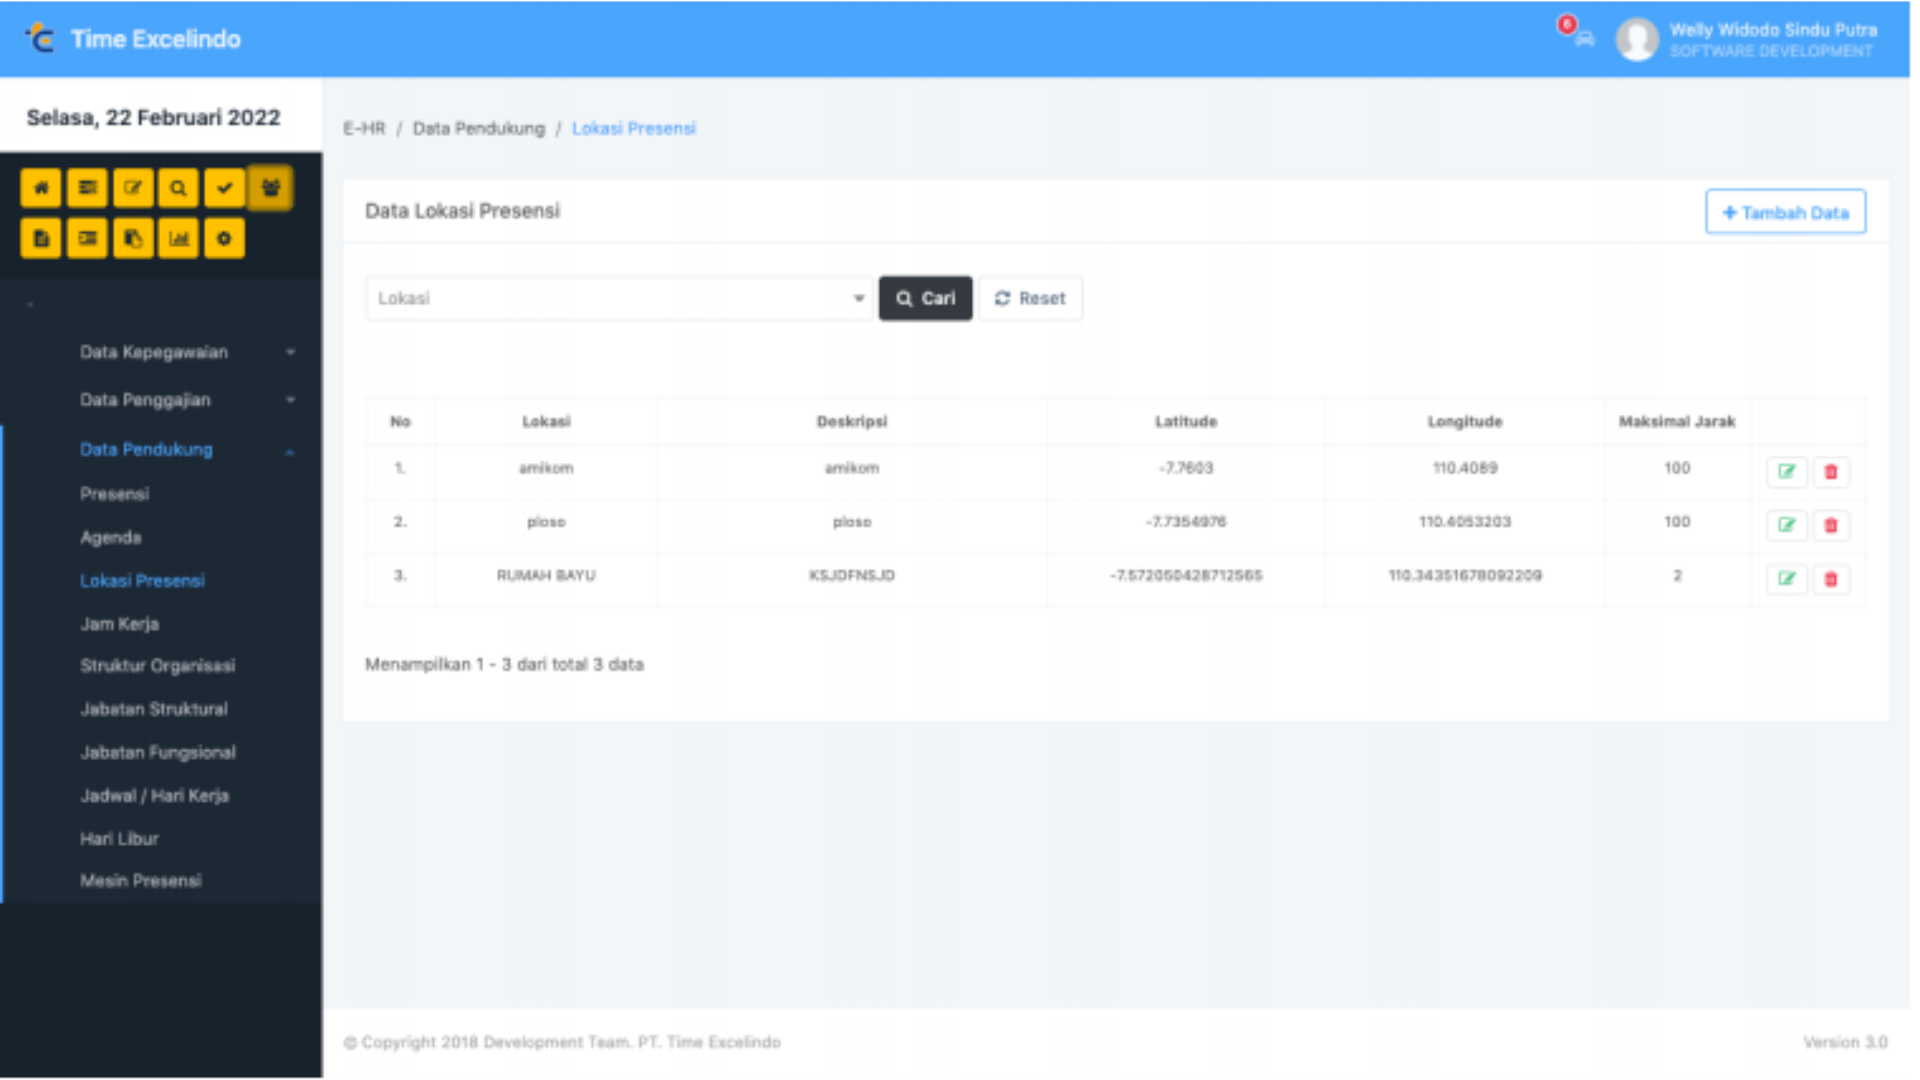 Time Excelindo
6
Welly Widodo Sindu Putra
SOFTWARE DEVELOPMENT
Selasa, 22 Februari 2022
E-HR / Data Pendukung / Lokasi Presensi
Data Lokasi Presensi
+ Tambah Data
Lokasi
Cari
Reset
Data Kepegawaian
Data Penggajian
Data Pendukung
Presensi
Agenda
Lokasi Presensi
Jam Kerja
Struktur Organisasi
Jabatan Struktural
Jabatan Fungsional
Jadwal / Hari Kerja
Hari Libur
Mesin Presensi
No Lokasi Deskripsi Latitude Longitude Maksimal Jarak
1. amikom amikom -7.7603 110.4089 100
2. ploso ploso -7.7354976 110.4053203 100
3. RUMAH BAYU KSJDFNSJD -7.572050428712565 110.34351678092209 2
Menampilkan 1 - 3 dari total 3 data
© Copyright 2018 Development Team. PT. Time Excelindo
Version 3.0